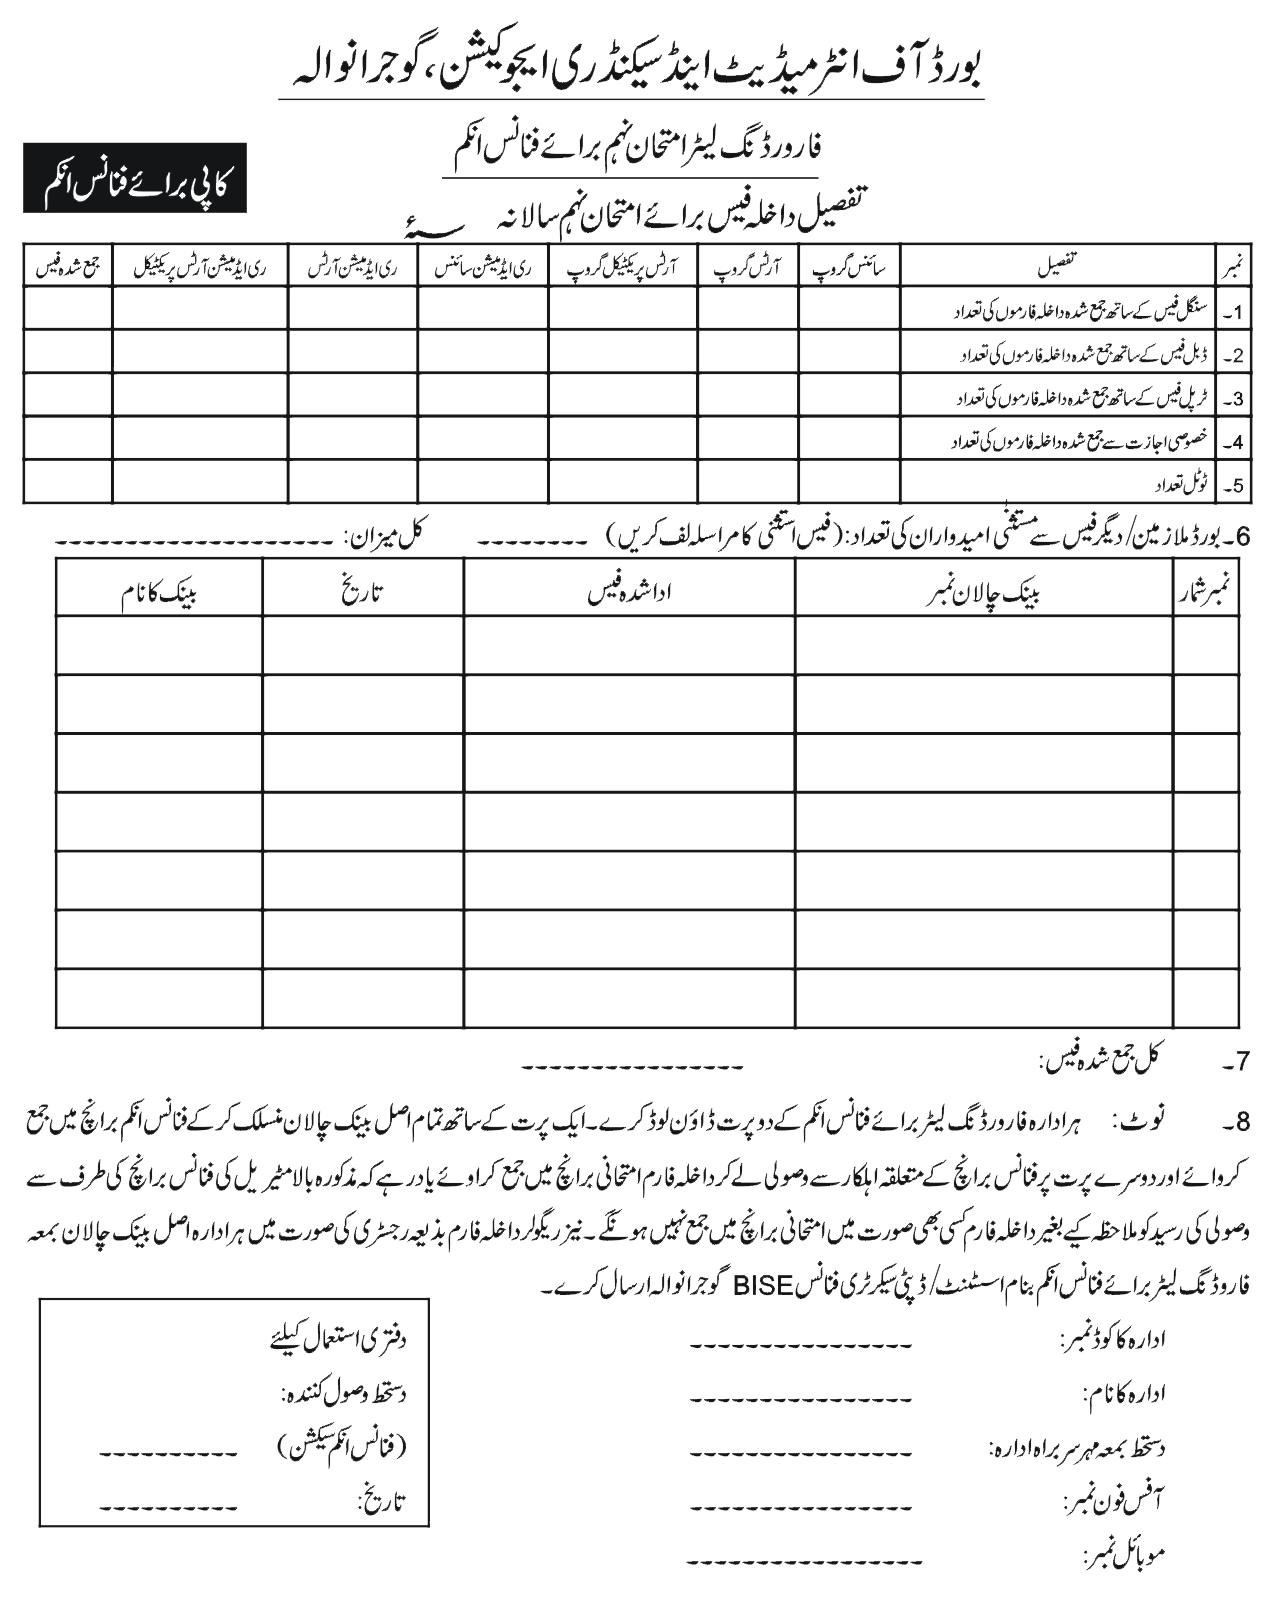 بورڈ آف انٹرمیڈیٹ اینڈ سیکنڈری ایجوکیشن، گوجرانوالہ
فارورڈنگ لیٹر امتحان نہم برائے فنانس انکم
کاپی برائے فنانس انکم
تفصیل داخلہ فیس برائے امتحان نہم سالانہ ؁ء
نمبر تفصیل سائنس گروپ آرٹس گروپ آرٹس پریکٹیکل گروپ ری ایڈمیشن سائنس ری ایڈمیشن آرٹس ری ایڈمیشن آرٹس پریکٹیکل جمع شدہ فیس
1۔ سنگل فیس کے ساتھ جمع شدہ داخلہ فارموں کی تعداد
2۔ ڈبل فیس کے ساتھ جمع شدہ داخلہ فارموں کی تعداد
3۔ ٹرپل فیس کے ساتھ جمع شدہ داخلہ فارموں کی تعداد
4۔ خصوصی اجازت سے جمع شدہ داخلہ فارموں کی تعداد
5۔ ٹوٹل تعداد
6۔ بورڈ ملازمین/دیگر فیس سے مستثنٰی امیدواران کی تعداد: (فیس استثنٰی کا مراسلہ لف کریں) -------- کل میزان: --------------------
نمبر شمار بینک چالان نمبر ادا شدہ فیس تاریخ بینک کا نام
7۔ کل جمع شدہ فیس: ----------------
8۔ نوٹ: ہر ادارہ فارورڈنگ لیٹر برائے فنانس انکم کے دو پرت ڈاؤن لوڈ کرے۔ ایک پرت کے ساتھ تمام اصل بینک چالان منسلک کر کے فنانس انکم برانچ میں جمع
کروائے اور دوسرے پرت پر فنانس برانچ کے متعلقہ اہلکار سے وصولی لے کر داخلہ فارم امتحانی برانچ میں جمع کراوئے یاد رہے کہ مذکورہ بالا مٹیریل کی فنانس برانچ کی طرف سے
وصولی کی رسید کو ملاحظہ کیے بغیر داخلہ فارم کسی بھی صورت میں امتحانی برانچ میں جمع نہیں ہونگے۔ نیز ریگولر داخلہ فارم بذیعہ رجسٹری کی صورت میں ہر ادارہ اصل بینک چالان بمعہ
فاروڈنگ لیٹر برائے فنانس انکم بنام اسسٹنٹ/ڈپٹی سیکرٹری فنانس BISE گوجرانوالہ ارسال کرے۔
ادارہ کا کوڈ نمبر: ----------------
ادارہ کا نام: ----------------
دستخط بمعہ مہر سربراہ ادارہ: ----------------
آفس فون نمبر: ----------------
موبائل نمبر: -----------------
دفتری استعمال کیلئے
دستخط وصول کنندہ:
(فنانس انکم سیکشن) ----------
تاریخ: ----------